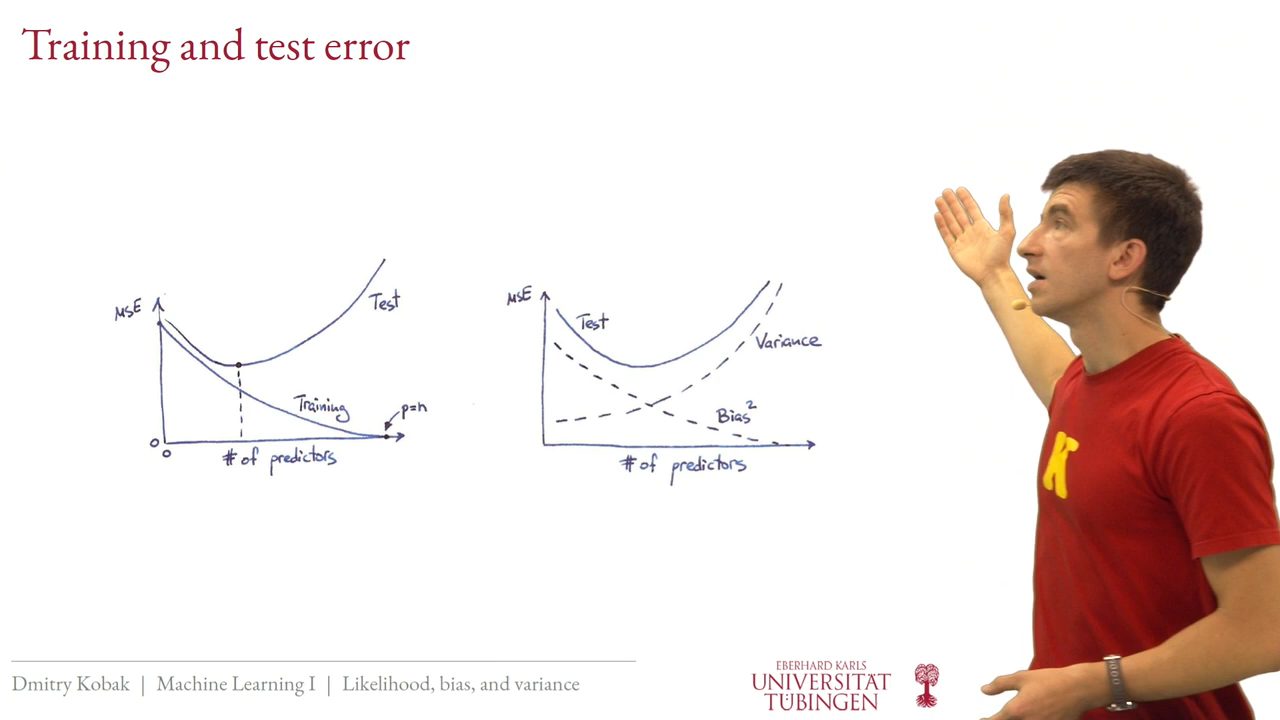 Training and test error
MSE
Test
Training
p=n
0
0
# of predictors
MSE
Test
Variance
Bias²
# of predictors
K
Dmitry Kobak | Machine Learning I | Likelihood, bias, and variance
EBERHARD KARLS
UNIVERSITÄT
TÜBINGEN